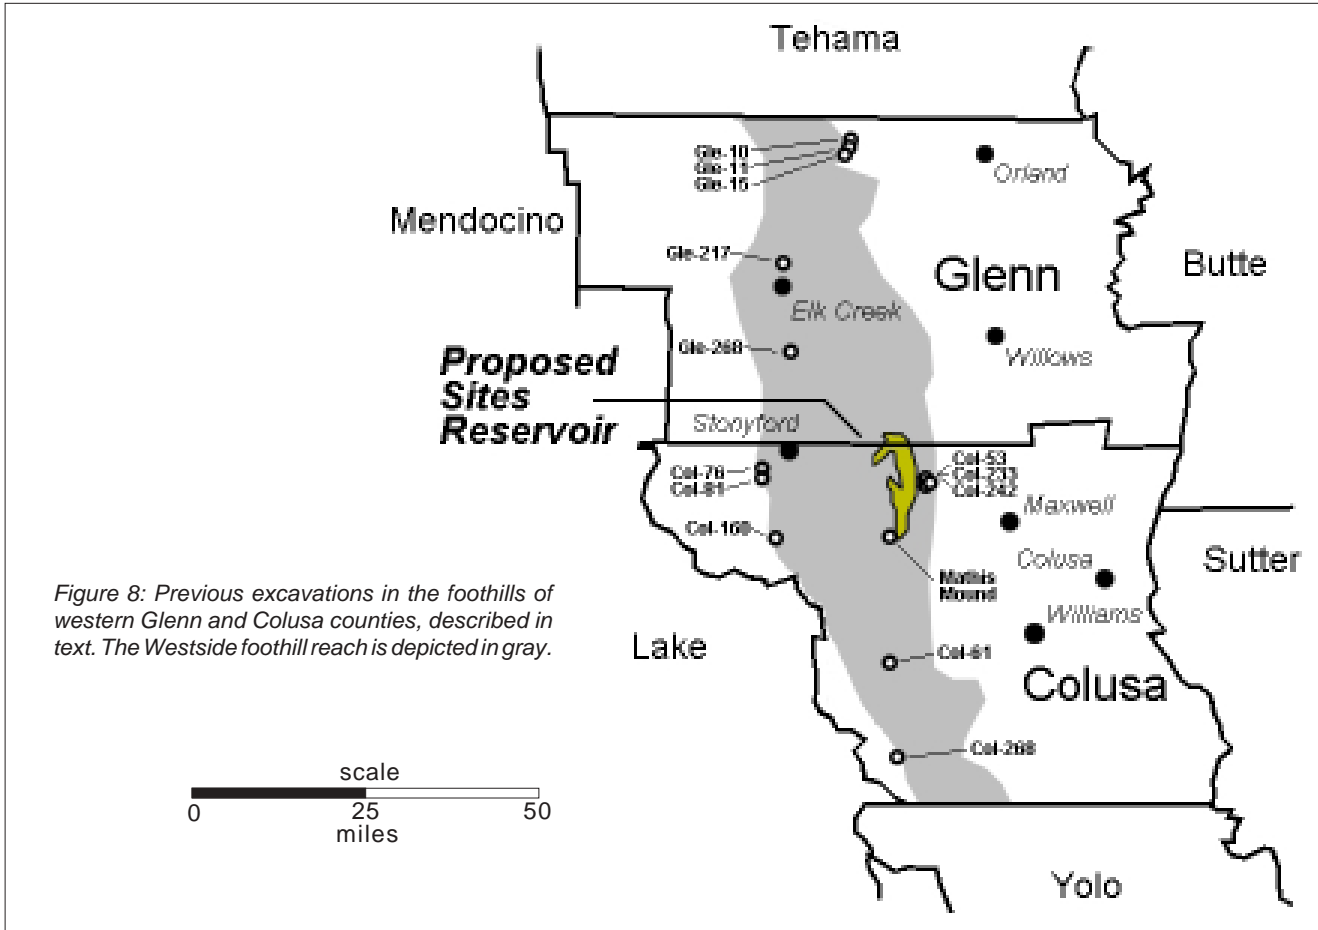 Tehama
Gle-10
Gle-11
Gle-15
Orland
Mendocino
Gle-217
Glenn
Butte
Elk Creek
Gle-268
Willows
Proposed
Sites
Reservoir
Stonyford
Col-53
Col-233
Col-242
Col-76
Col-81
Maxwell
Col-160
Colusa
Sutter
Mathis
Mound
Williams
Figure 8: Previous excavations in the foothills of
western Glenn and Colusa counties, described in
text. The Westside foothill reach is depicted in gray.
Lake
Col-61
Colusa
Col-268
scale
0 25 50
miles
Yolo